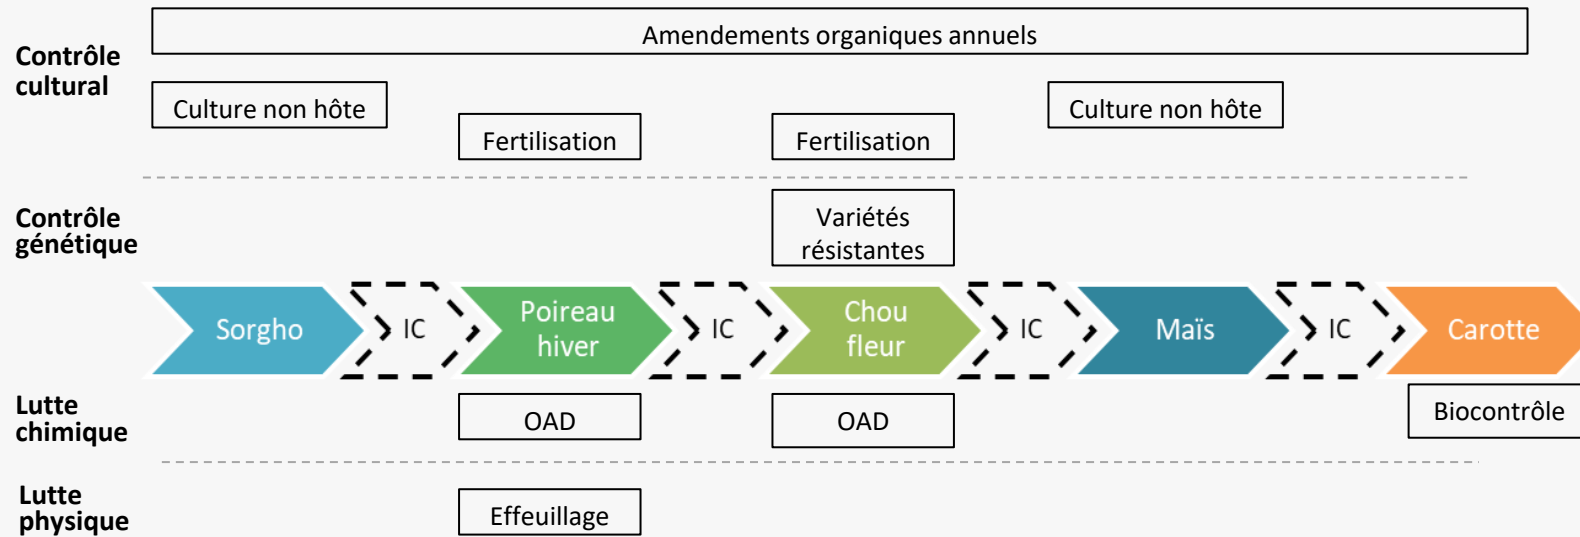 Contrôle
cultural
Amendements organiques annuels
Culture non hôte
Fertilisation
Fertilisation
Culture non hôte
Contrôle
génétique
Variétés
résistantes
Sorgho
IC
Poireau
hiver
IC
Chou
fleur
IC
Maïs
IC
Carotte
Lutte
chimique
OAD
OAD
Biocontrôle
Lutte
physique
Effeuillage